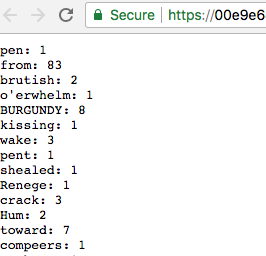 Secure https://00e9e6
pen: 1
from: 83
brutish: 2
o'erwhelm: 1
BURGUNDY: 8
kissing: 1
wake: 3
pent: 1
shealed: 1
Renege: 1
crack: 3
Hum: 2
toward: 7
compeers: 1